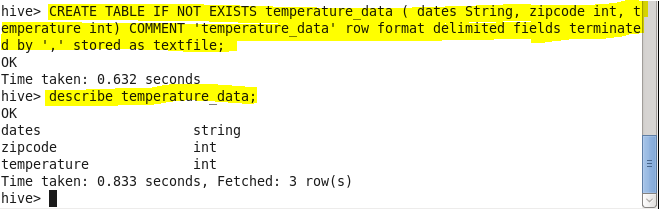 hive> CREATE TABLE IF NOT EXISTS temperature_data ( dates String, zipcode int, t
emperature int) COMMENT 'temperature_data' row format delimited fields terminate
d by ',' stored as textfile;
OK
Time taken: 0.632 seconds
hive> describe temperature_data;
OK
dates                   string
zipcode                 int
temperature             int
Time taken: 0.833 seconds, Fetched: 3 row(s)
hive>